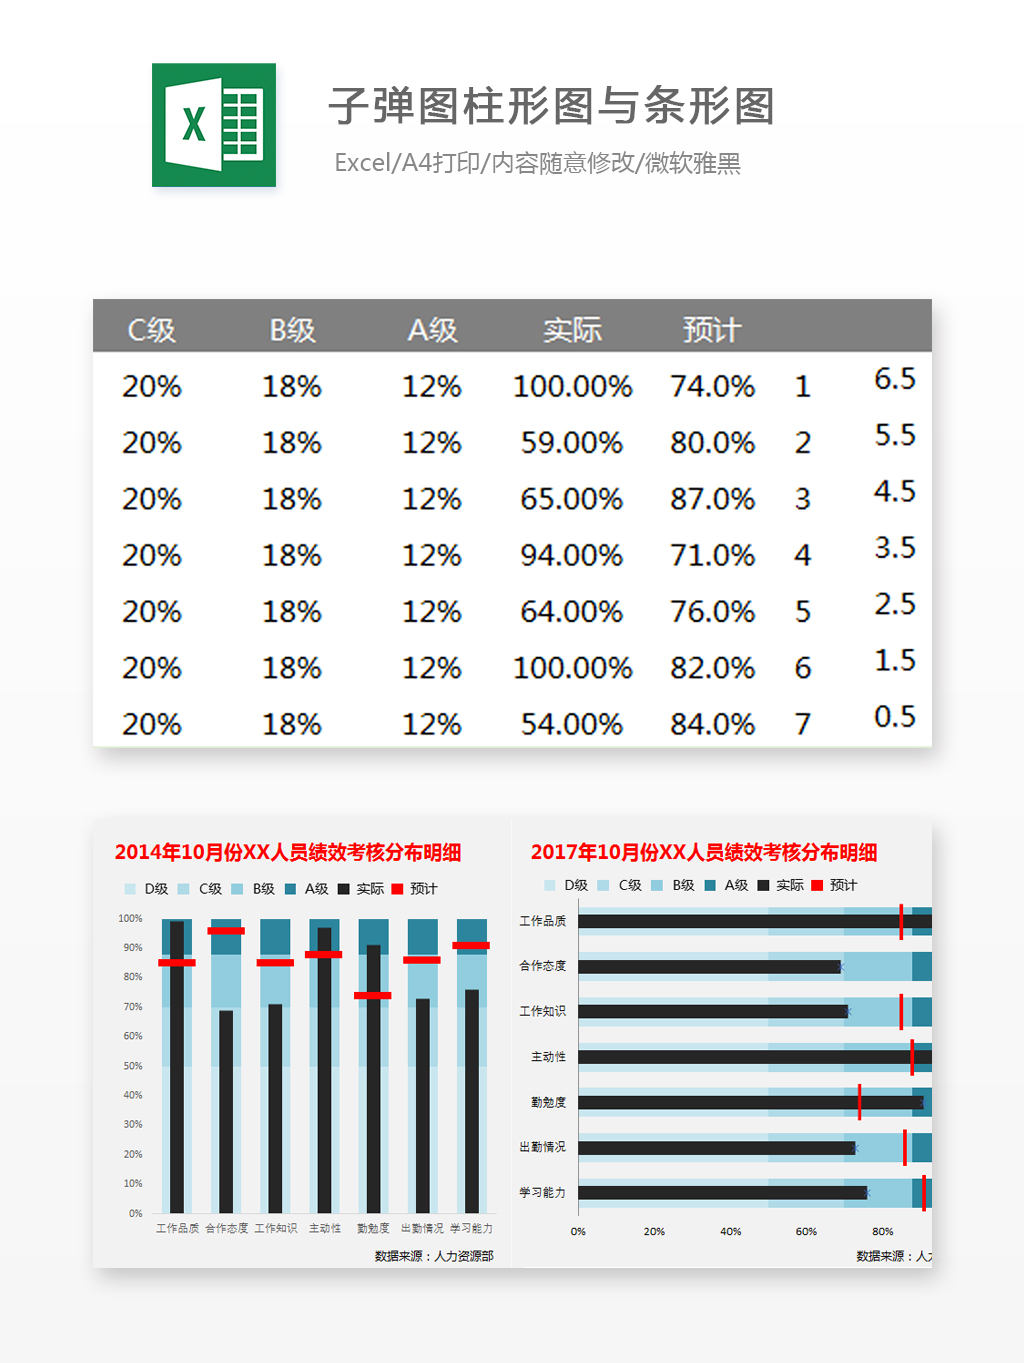 X
子弹图柱形图与条形图
Excel/A4打印/内容随意修改/微软雅黑
C级 B级 A级 实际 预计
20% 18% 12% 100.00% 74.0% 1 6.5
20% 18% 12% 59.00% 80.0% 2 5.5
20% 18% 12% 65.00% 87.0% 3 4.5
20% 18% 12% 94.00% 71.0% 4 3.5
20% 18% 12% 64.00% 76.0% 5 2.5
20% 18% 12% 100.00% 82.0% 6 1.5
20% 18% 12% 54.00% 84.0% 7 0.5
2014年10月份XX人员绩效考核分布明细
D级 C级 B级 A级 实际 预计
100%
90%
80%
70%
60%
50%
40%
30%
20%
10%
0%
工作品质 合作态度 工作知识 主动性 勤勉度 出勤情况 学习能力
数据来源：人力资源部
2017年10月份XX人员绩效考核分布明细
D级 C级 B级 A级 实际 预计
工作品质
合作态度
工作知识
主动性
勤勉度
出勤情况
学习能力
0% 20% 40% 60% 80%
数据来源：人